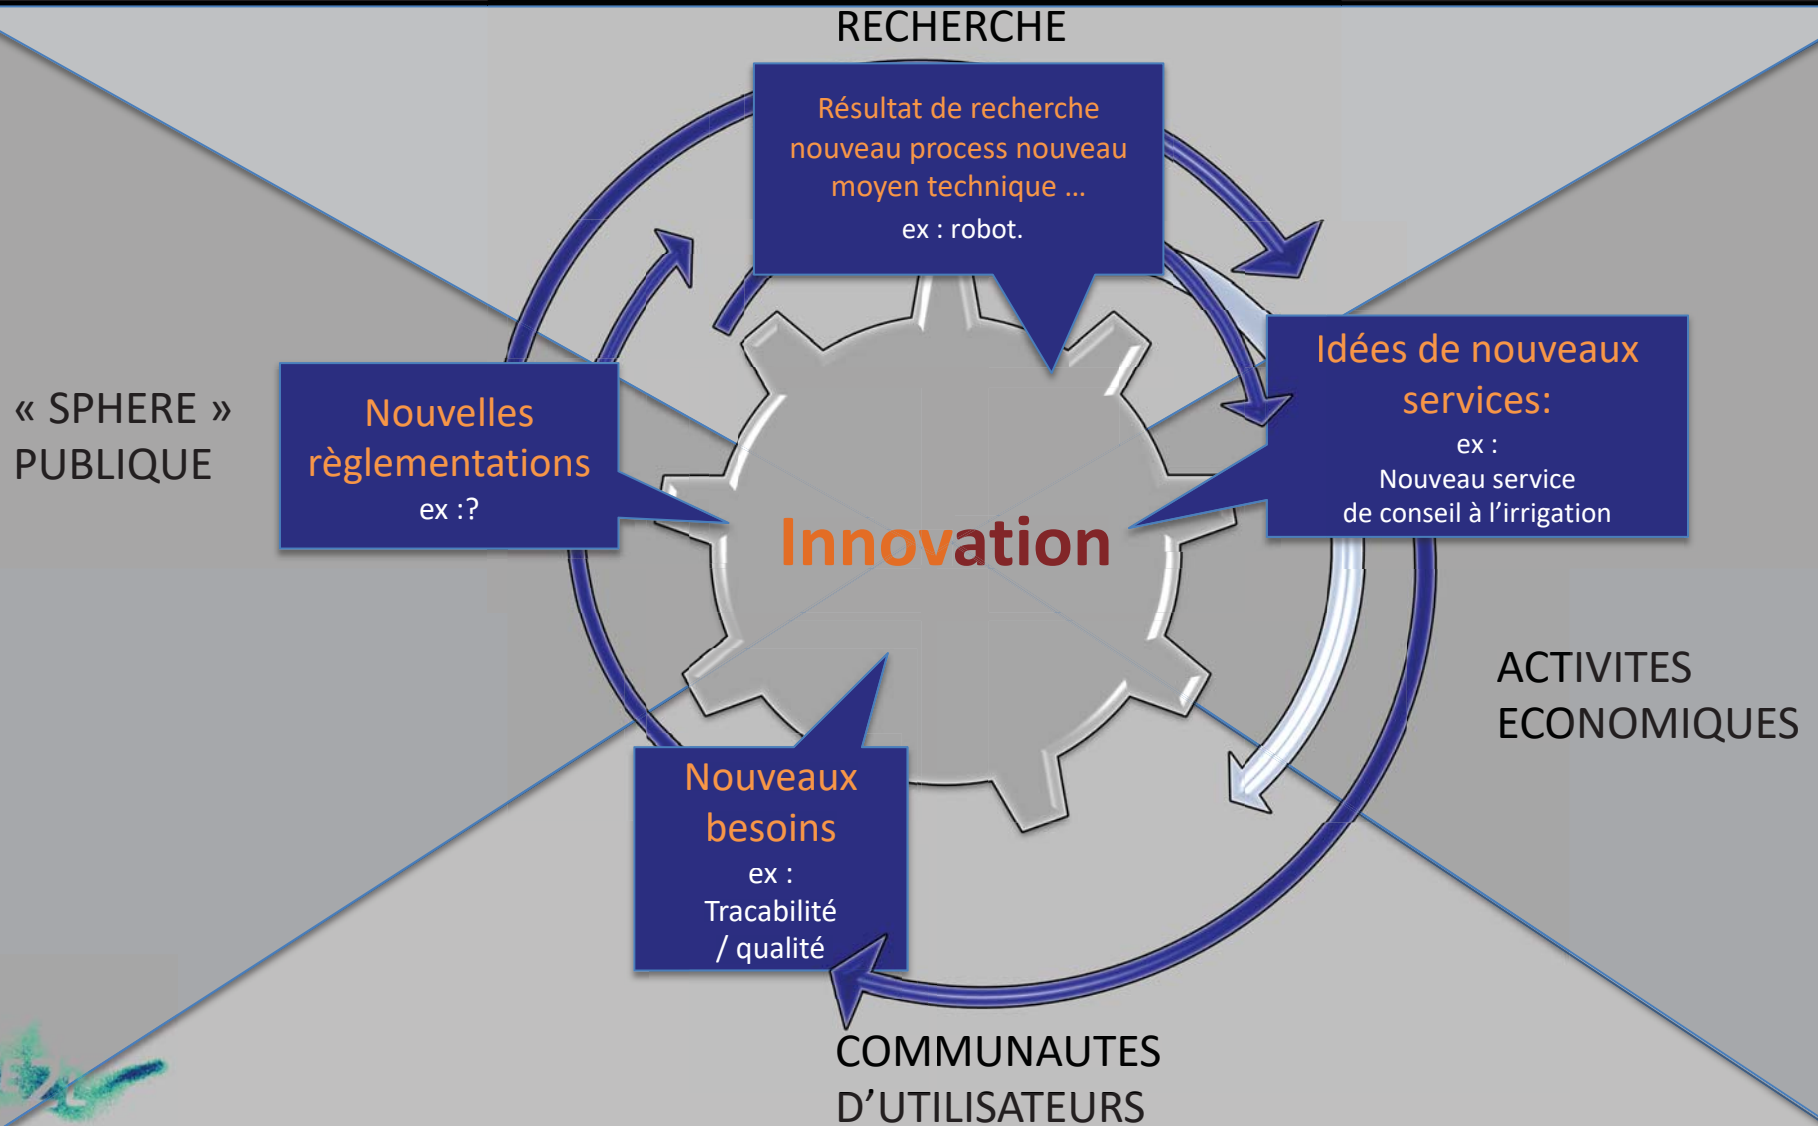 RECHERCHE
Résultat de recherche
nouveau process nouveau
moyen technique ...
ex : robot.
Idées de nouveaux
services:
ex :
Nouveau service
de conseil à l’irrigation
« SPHERE »
PUBLIQUE
Nouvelles
règlementations
ex :?
Innovation
ACTIVITES
ECONOMIQUES
Nouveaux
besoins
ex :
Tracabilité
/ qualité
COMMUNAUTES
D’UTILISATEURS